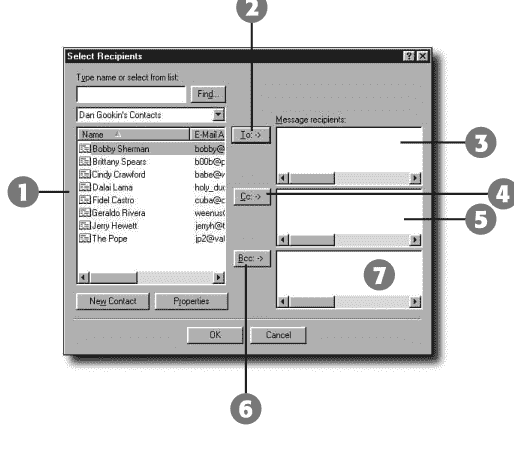 2
Select Recipients
Type name or select from list:
Find...
Dan Gookin's Contacts
Message recipients:
Name E-Mail A
To: ->
3
Bobby Sherman bobby@
Brittany Spears b00b@p
Cindy Crawford babe@v
1
Dalai Lama holy_duc
Cc: ->
4
Fidel Castro cuba@c
5
Geraldo Rivera weenus(
Jerry Hewett jerryh@t
The Pope jp2@val
Bcc: ->
7
New Contact Properties
OK Cancel
6